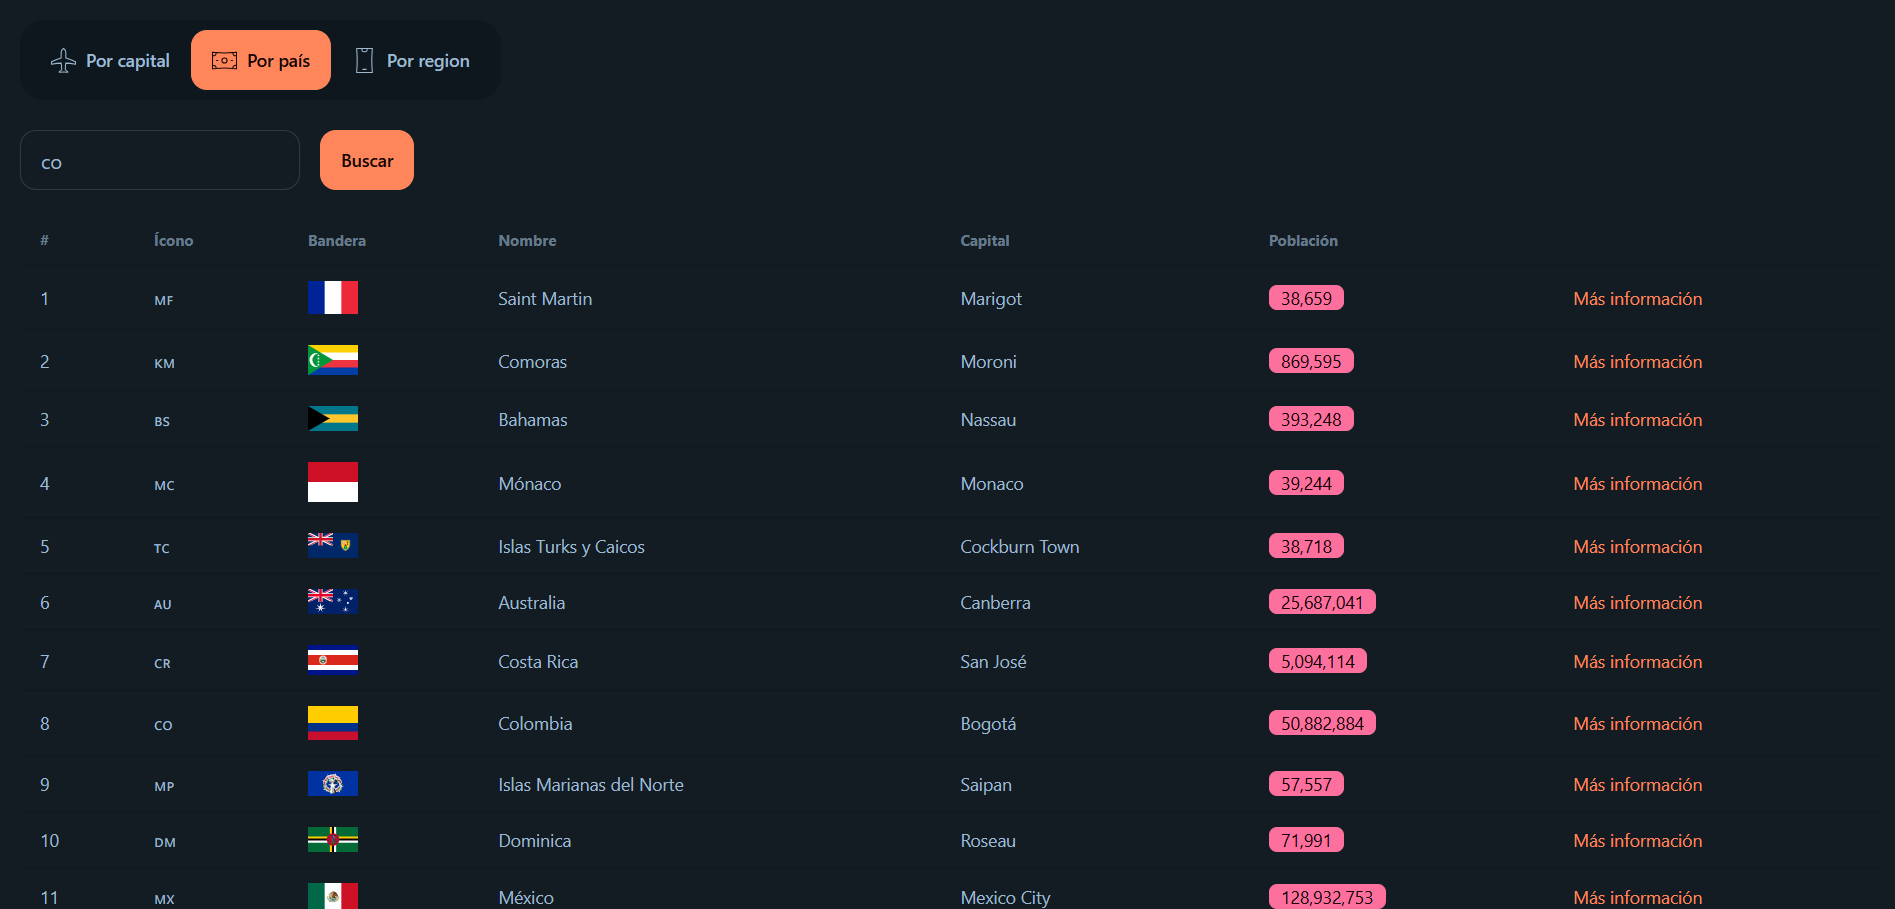 Por capital Por país Por region
co Buscar
# Ícono Bandera Nombre Capital Población
1 MF Saint Martin Marigot 38,659 Más información
2 KM Comoras Moroni 869,595 Más información
3 BS Bahamas Nassau 393,248 Más información
4 MC Mónaco Monaco 39,244 Más información
5 TC Islas Turks y Caicos Cockburn Town 38,718 Más información
6 AU Australia Canberra 25,687,041 Más información
7 CR Costa Rica San José 5,094,114 Más información
8 CO Colombia Bogotá 50,882,884 Más información
9 MP Islas Marianas del Norte Saipan 57,557 Más información
10 DM Dominica Roseau 71,991 Más información
11 MX México Mexico City 128,932,753 Más información